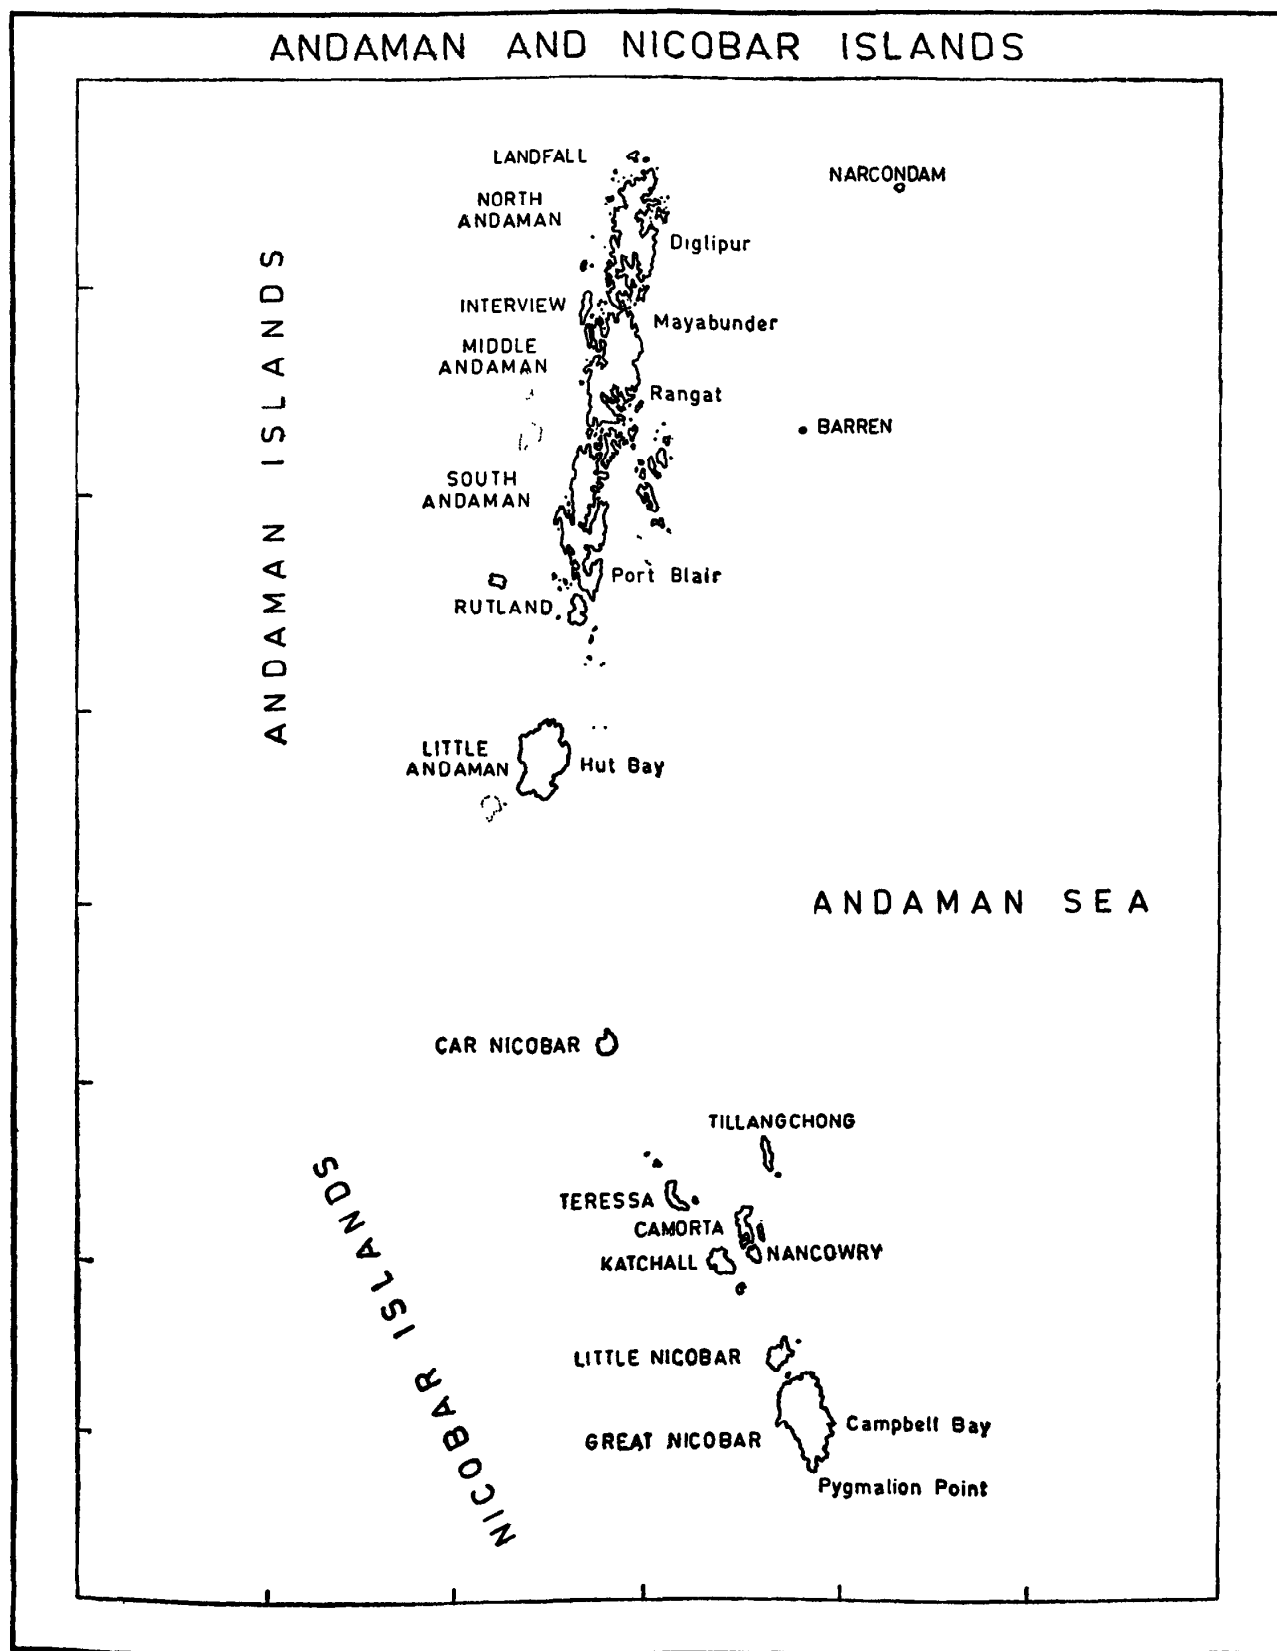 ANDAMAN AND NICOBAR ISLANDS
LANDFALL
NARCONDAM
NORTH
ANDAMAN
Diglipur
ANDAMAN ISLANDS
INTERVIEW
Mayabunder
MIDDLE
ANDAMAN
Rangat
BARREN
SOUTH
ANDAMAN
Port Blair
RUTLAND
LITTLE
ANDAMAN
Hut Bay
ANDAMAN SEA
CAR NICOBAR
TILLANGCHONG
NICOBAR ISLANDS
TERESSA
CAMORTA
KATCHALL
NANCOWRY
LITTLE NICOBAR
Campbell Bay
GREAT NICOBAR
Pygmalion Point